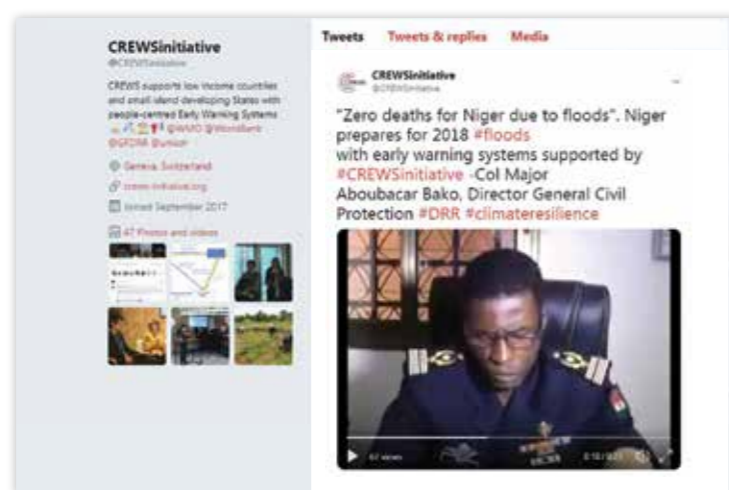 CREWSinitiative
@CREWSinitiative
CREWS supports low income countries
and small island developing States with
people-centred Early Warning Systems
@WMO @WorldBank
@GFDRR @unisdr
Geneva, Switzerland
crews-initiative.org
Joined September 2017
47 Photos and videos
Tweets Tweets & replies Media
CREWSinitiative
@CREWSinitiative
"Zero deaths for Niger due to floods". Niger
prepares for 2018 #floods
with early warning systems supported by
#CREWSinitiative -Col Major
Aboubacar Bako, Director General Civil
Protection #DRR #climateresilience
67 views